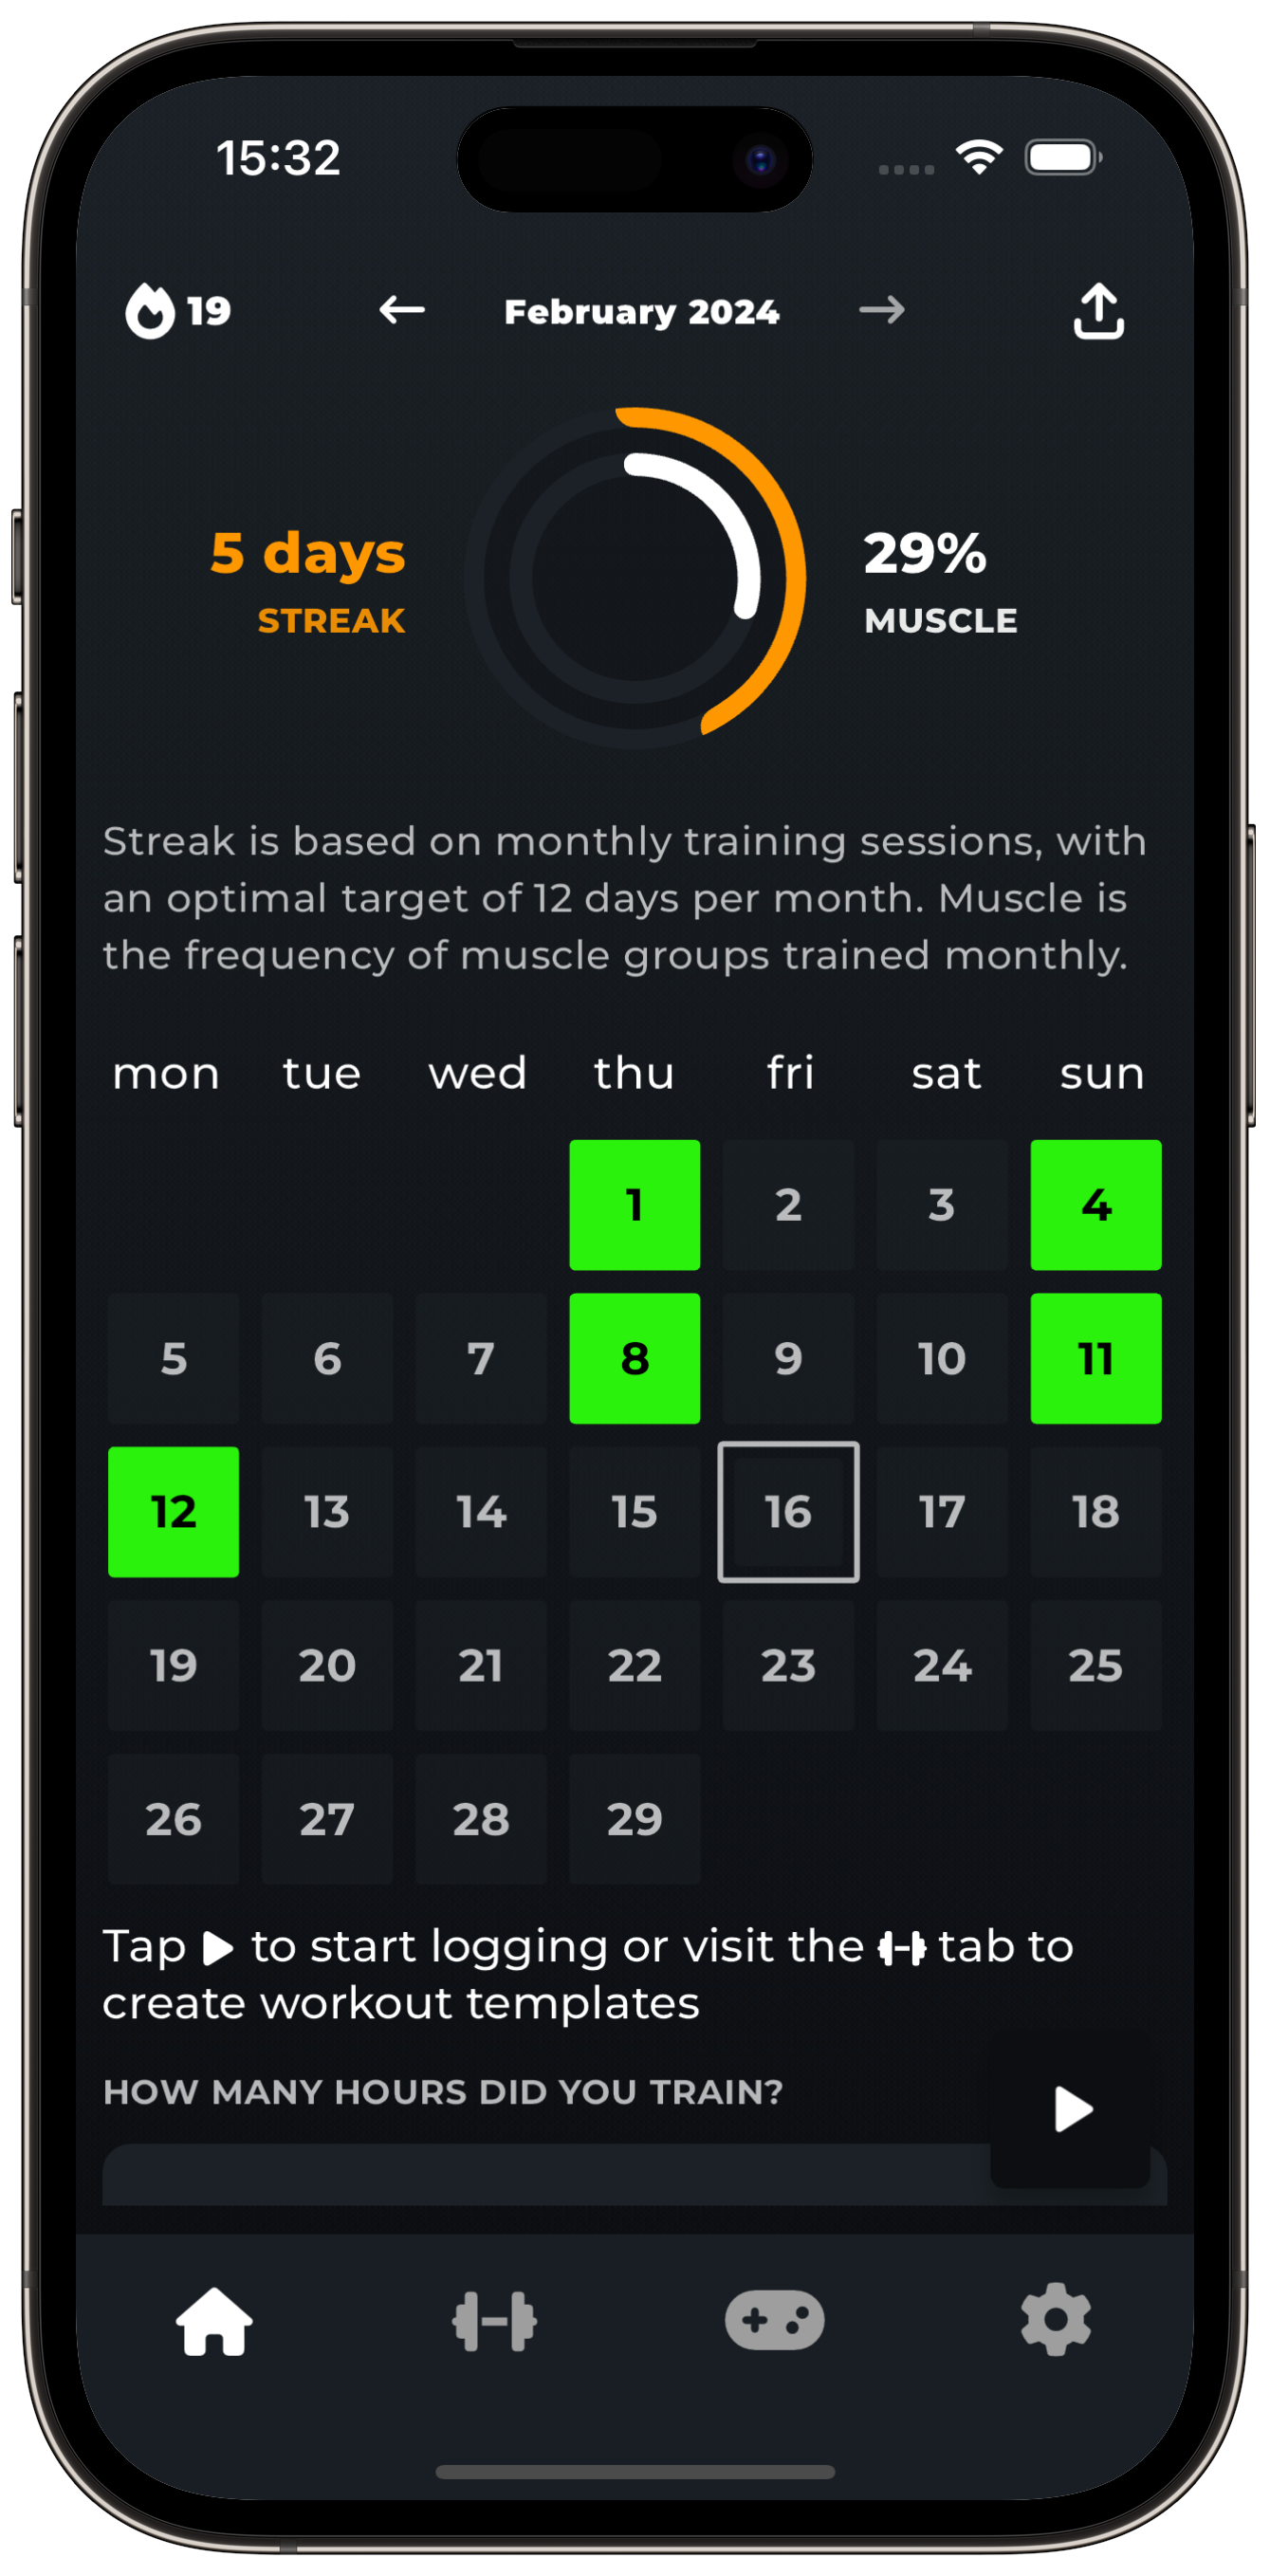 15:32
19
February 2024
5 days
STREAK
29%
MUSCLE
Streak is based on monthly training sessions, with
an optimal target of 12 days per month. Muscle is
the frequency of muscle groups trained monthly.
mon tue wed thu fri sat sun
1 2 3 4
5 6 7 8 9 10 11
12 13 14 15 16 17 18
19 20 21 22 23 24 25
26 27 28 29
Tap to start logging or visit the tab to
create workout templates
HOW MANY HOURS DID YOU TRAIN?